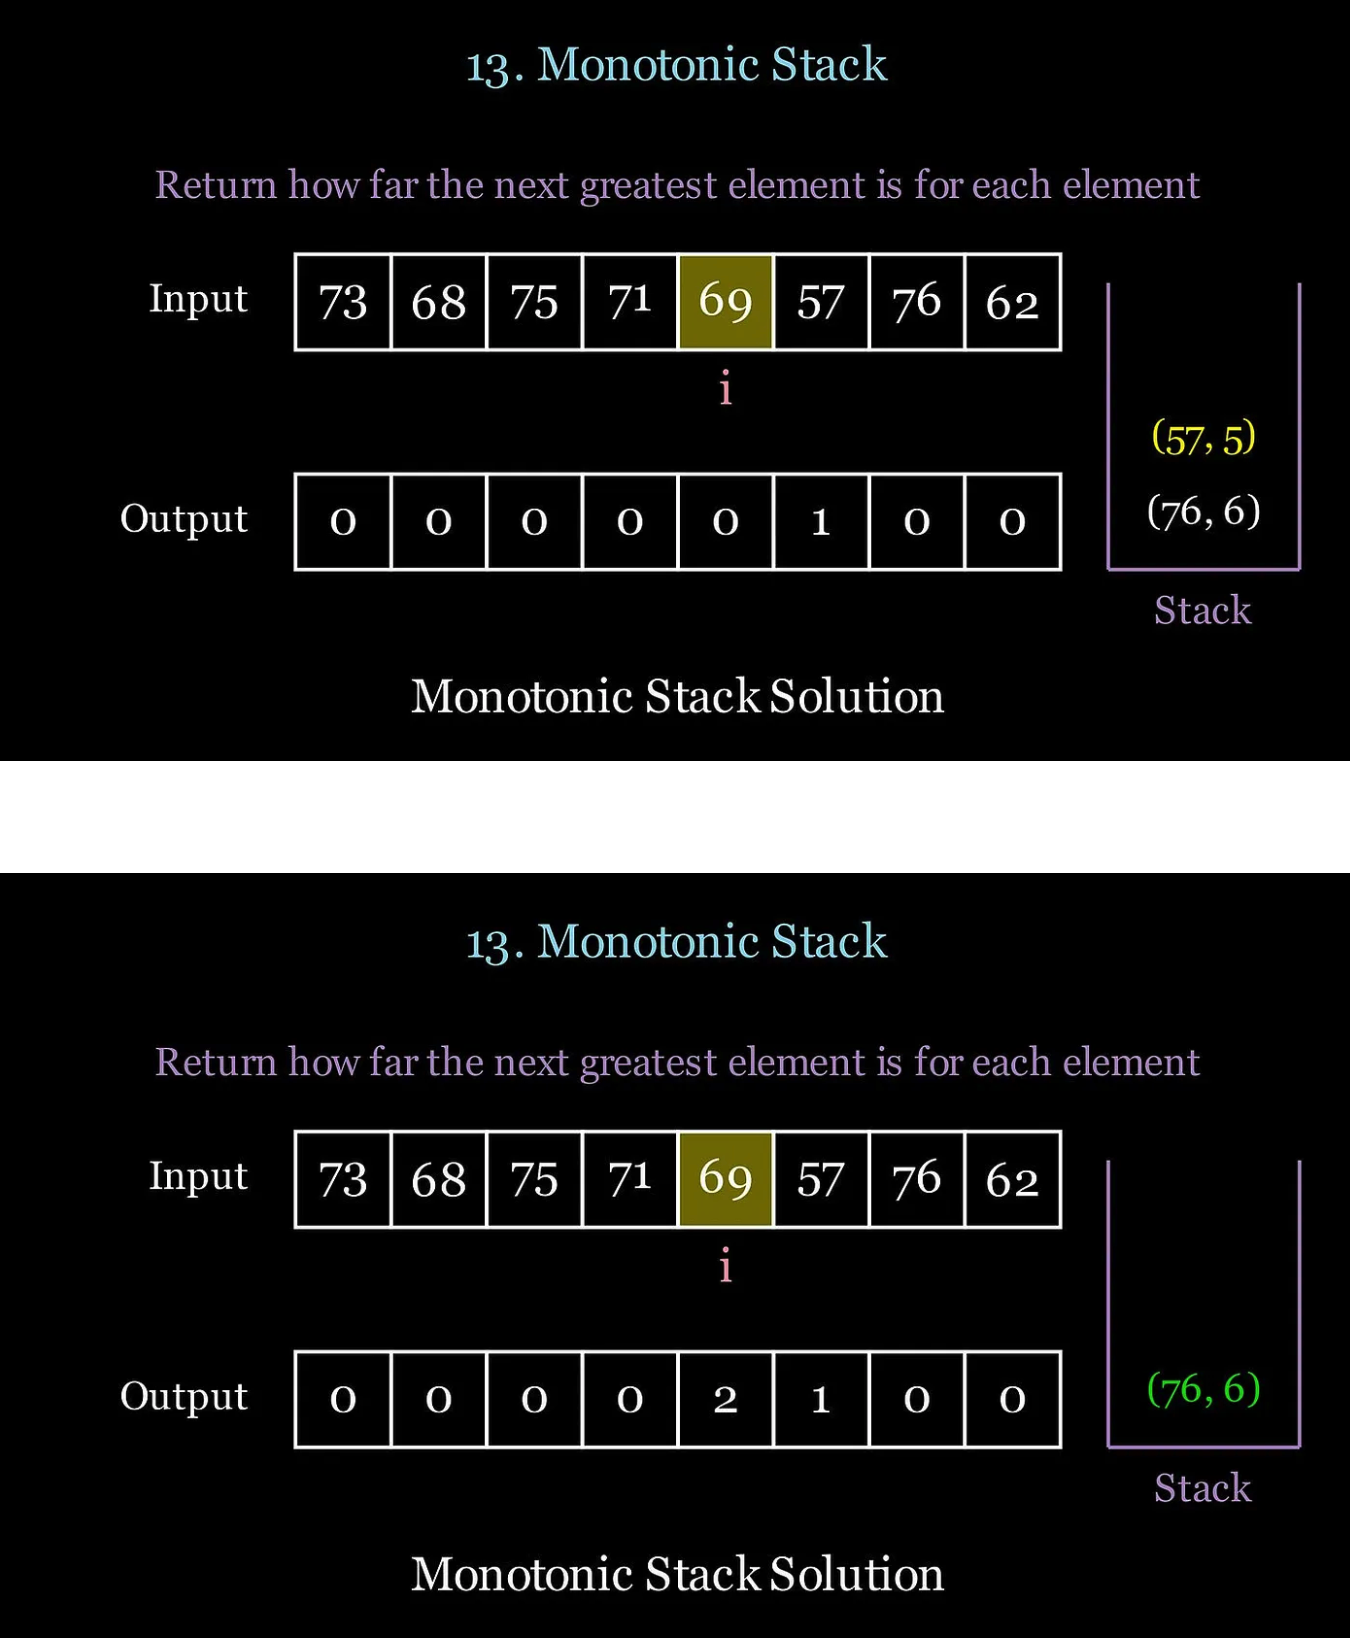 13. Monotonic Stack
Return how far the next greatest element is for each element
Input 73 68 75 71 69 57 76 62
i
(57, 5)
(76, 6)
Output 0 0 0 0 0 1 0 0
Stack
Monotonic Stack Solution
13. Monotonic Stack
Return how far the next greatest element is for each element
Input 73 68 75 71 69 57 76 62
i
Output 0 0 0 0 2 1 0 0
(76, 6)
Stack
Monotonic Stack Solution